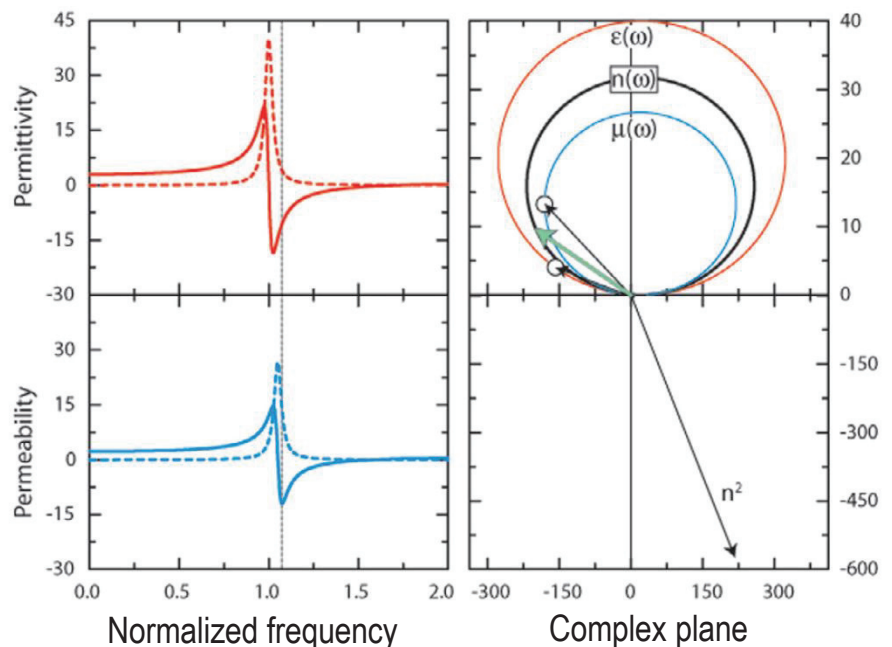 Permittivity
45
30
15
0
-15
-30
Permeability
30
15
0
-15
-30
0.0 0.5 1.0 1.5 2.0
Normalized frequency
ε(ω)
n(ω)
μ(ω)
n²
40
30
20
10
0
-150
-300
-450
-600
-300 -150 0 150 300
Complex plane